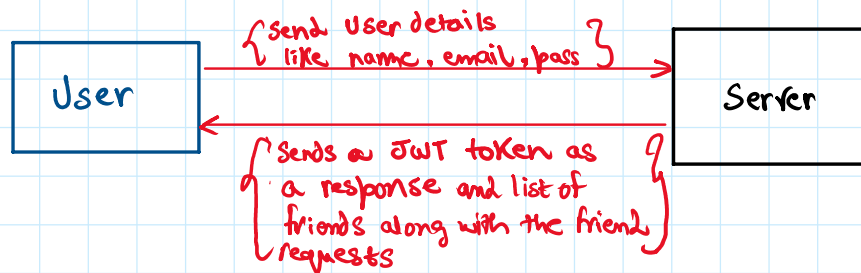 send user details
like name, email, pass
User
Server
Sends a JWT token as
a response and list of
friends along with the friend
requests